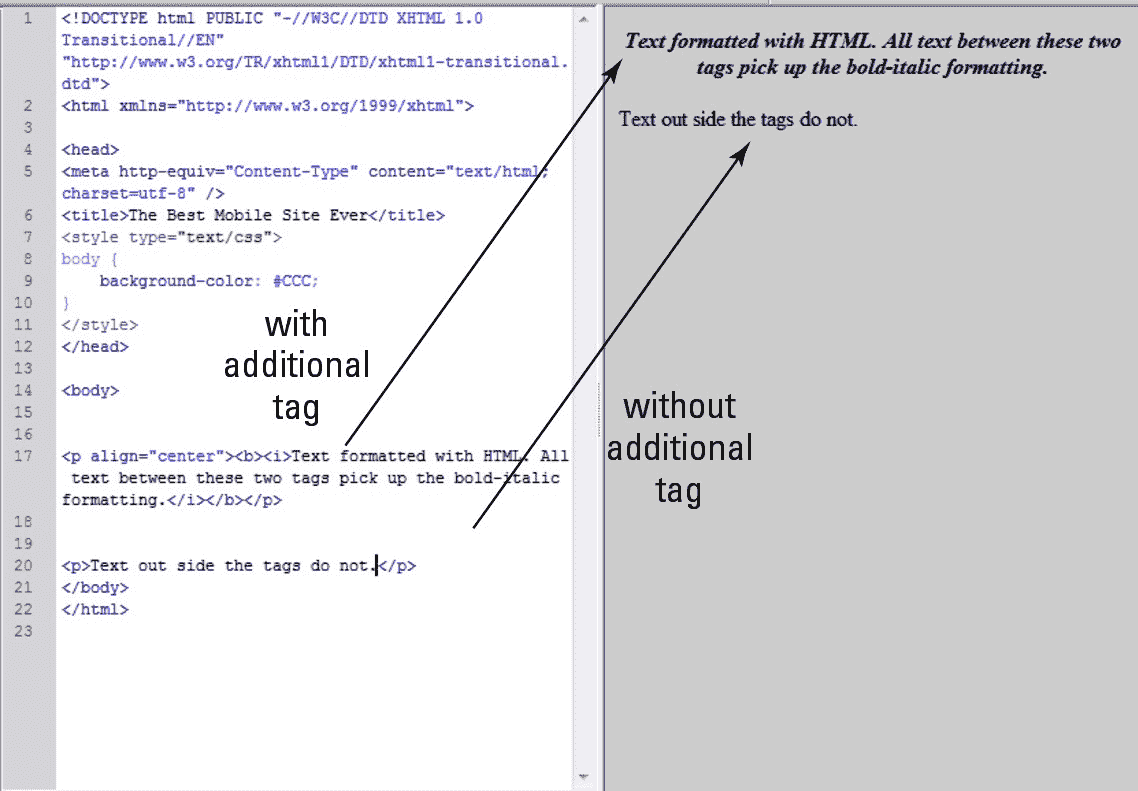 1 <!DOCTYPE html PUBLIC "-//W3C//DTD XHTML 1.0
Transitional//EN"
"http://www.w3.org/TR/xhtml1/DTD/xhtml1-transitional.
dtd">
2 <html xmlns="http://www.w3.org/1999/xhtml">
3
4 <head>
5 <meta http-equiv="Content-Type" content="text/html;
charset=utf-8" />
6 <title>The Best Mobile Site Ever</title>
7 <style type="text/css">
8 body {
9 background-color: #CCC;
10 }
11 </style>
12 </head>
13
14 <body>
15
16
17 <p align="center"><b><i>Text formatted with HTML. All
text between these two tags pick up the bold-italic
formatting.</i></b></p>
18
19
20 <p>Text out side the tags do not.</p>
21 </body>
22 </html>
23
with
additional
tag
Text formatted with HTML. All text between these two
tags pick up the bold-italic formatting.
Text out side the tags do not.
without
additional
tag